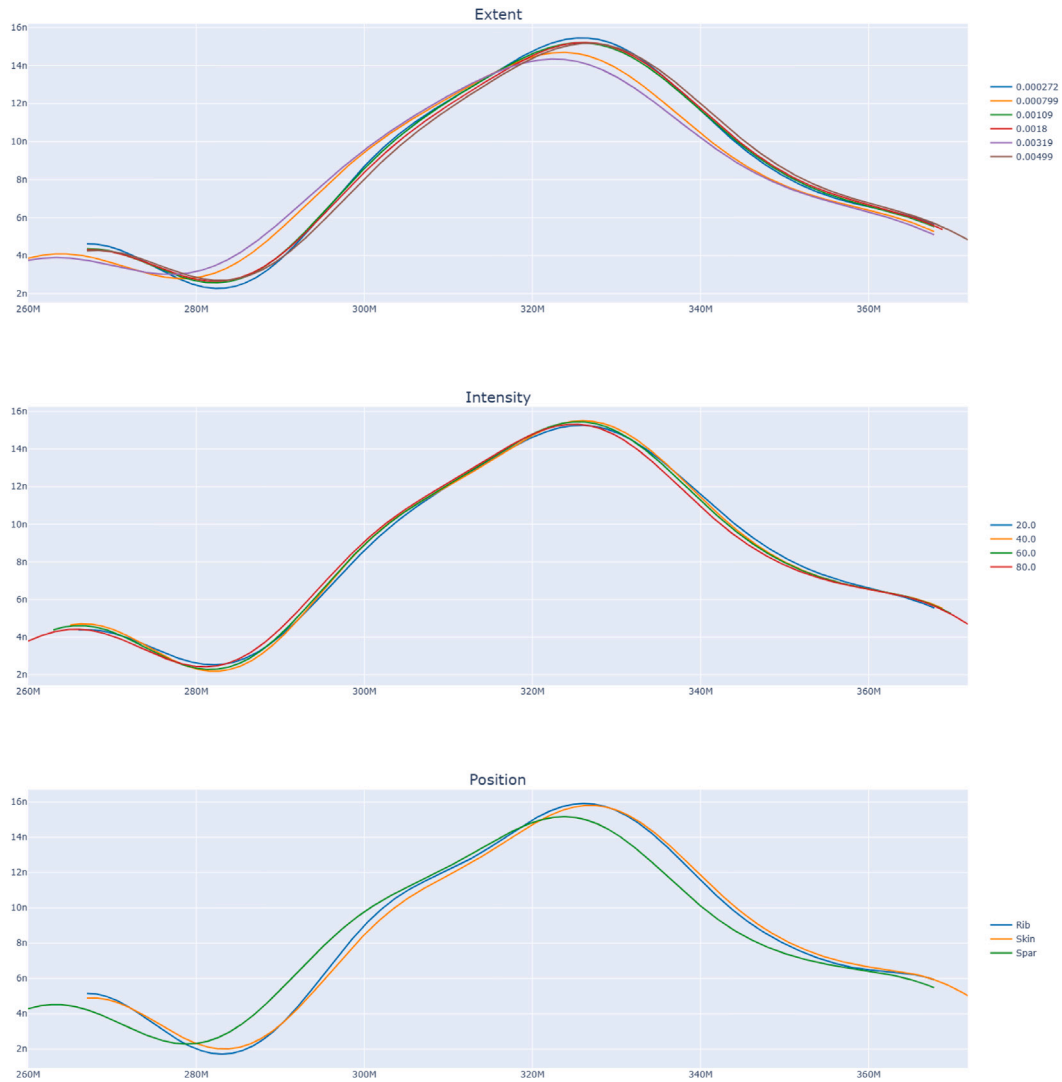 Extent
16n
14n
12n
10n
8n
6n
4n
2n
260M 280M 300M 320M 340M 360M
0.000272
0.000799
0.00109
0.0018
0.00319
0.00499
Intensity
16n
14n
12n
10n
8n
6n
4n
2n
260M 280M 300M 320M 340M 360M
20.0
40.0
60.0
80.0
Position
16n
14n
12n
10n
8n
6n
4n
2n
260M 280M 300M 320M 340M 360M
Rib
Skin
Spar